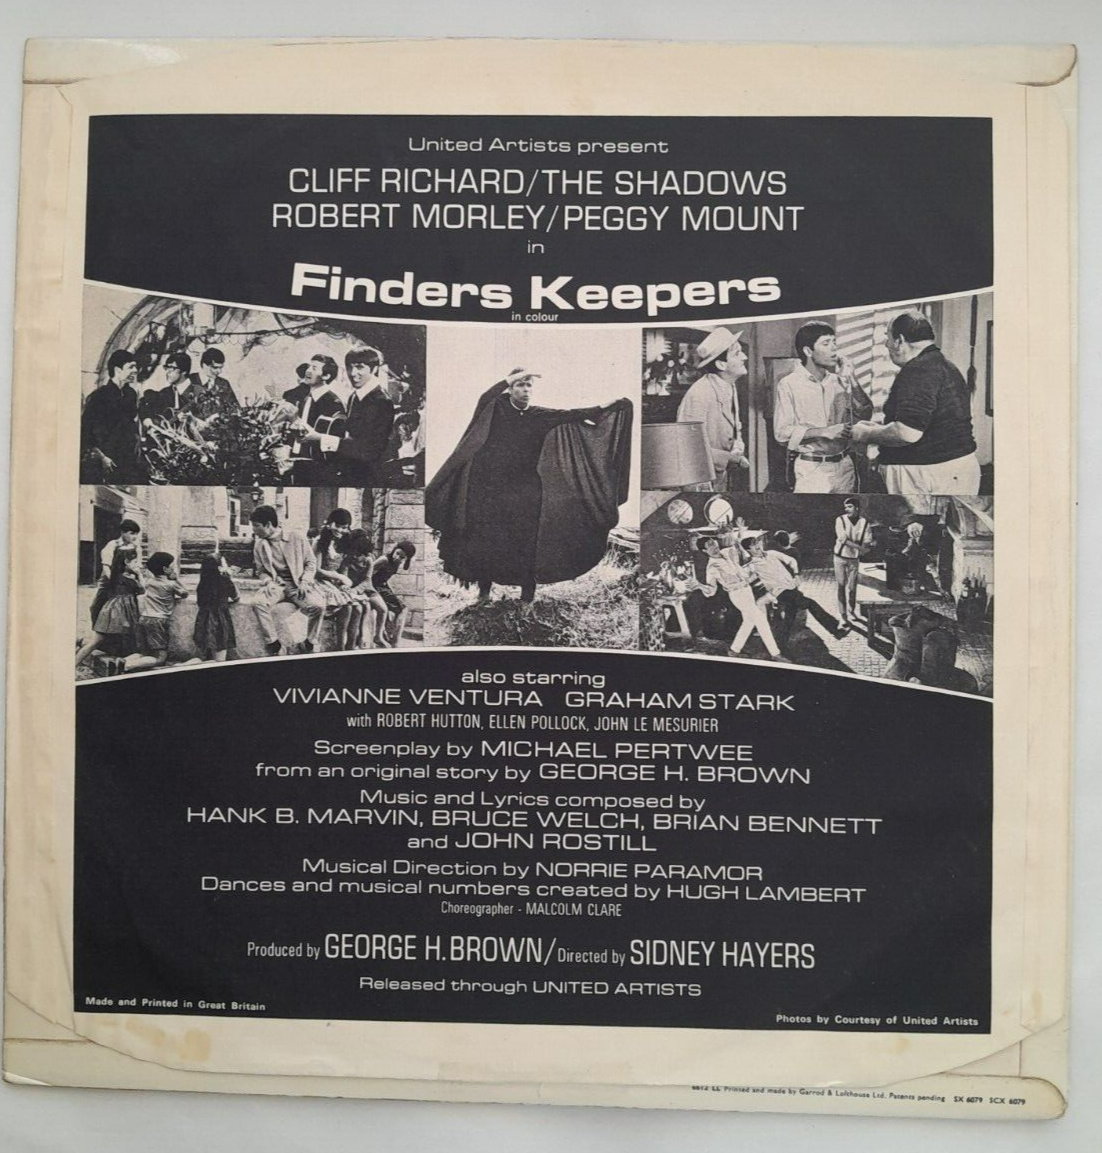 United Artists present
CLIFF RICHARD/THE SHADOWS
ROBERT MORLEY/PEGGY MOUNT
in
Finders Keepers
in colour
also starring
VIVIANNE VENTURA GRAHAM STARK
with ROBERT HUTTON, ELLEN POLLOCK, JOHN LE MESURIER
Screenplay by MICHAEL PERTWEE
from an original story by GEORGE H. BROWN
Music and Lyrics composed by
HANK B. MARVIN, BRUCE WELCH, BRIAN BENNETT
and JOHN ROSTILL
Musical Direction by NORRIE PARAMOR
Dances and musical numbers created by HUGH LAMBERT
Choreographer - MALCOLM CLARE
Produced by GEORGE H. BROWN/Directed by SIDNEY HAYERS
Released through UNITED ARTISTS
Made and Printed in Great Britain
Photos by Courtesy of United Artists
Printed and made by Garrod & Lofthouse Ltd. Patents pending SX 6079 SCX 6079